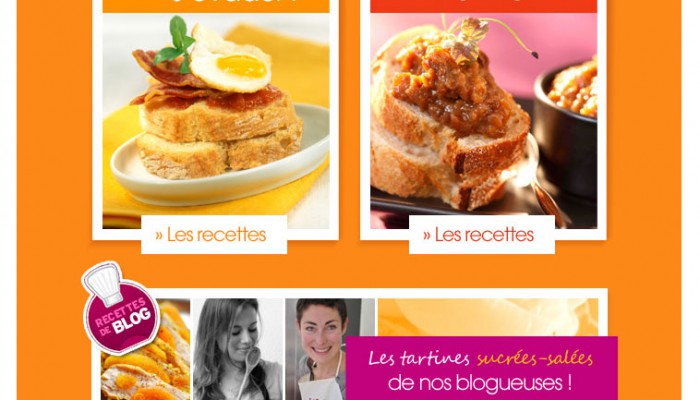 » Les recettes
» Les recettes
RECETTES
DE BLOG
Les tartines sucrées-salées
de nos blogueuses !